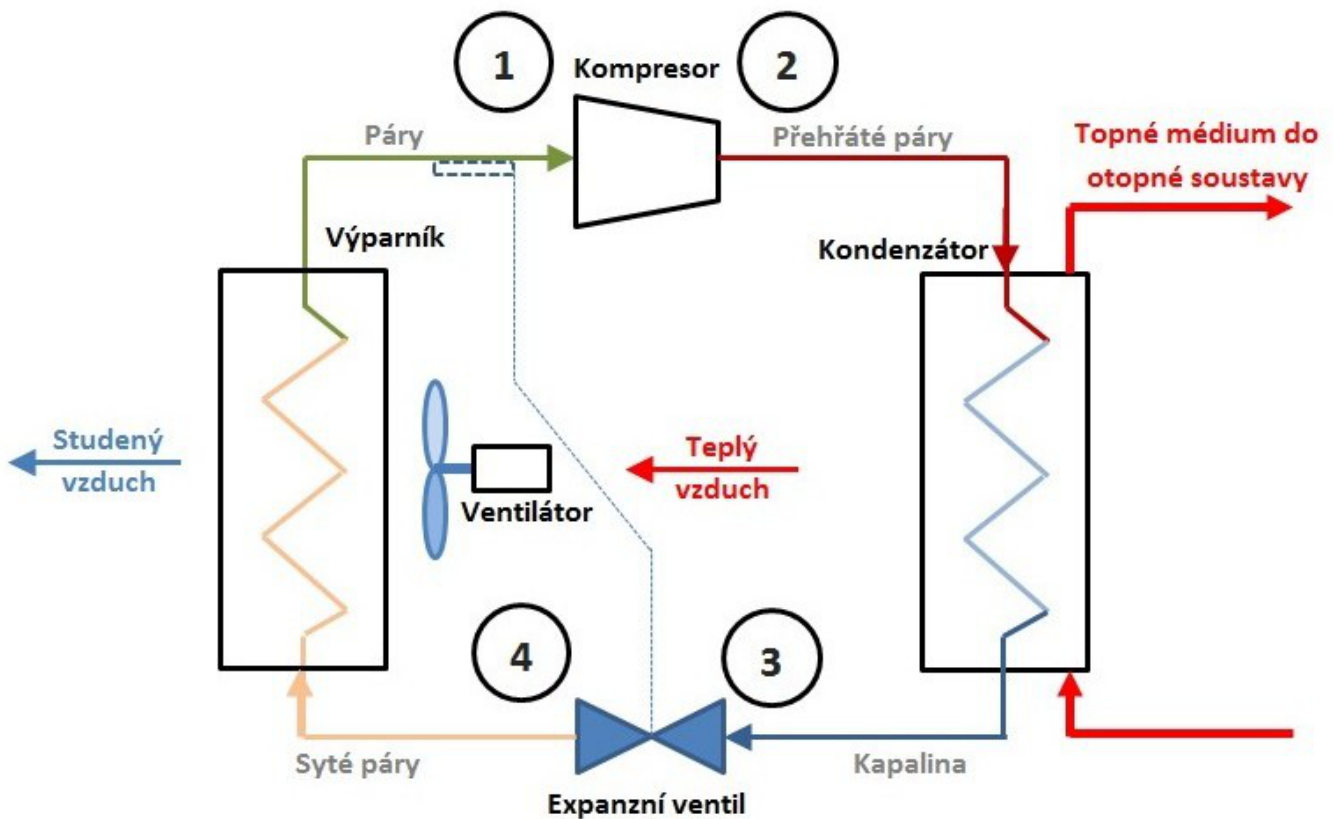 1
Kompresor
2
Páry
Přehřáté páry
Topné médium do
otopné soustavy
Výparník
Kondenzátor
Studený
vzduch
Teplý
vzduch
Ventilátor
4
3
Syté páry
Kapalina
Expanzní ventil